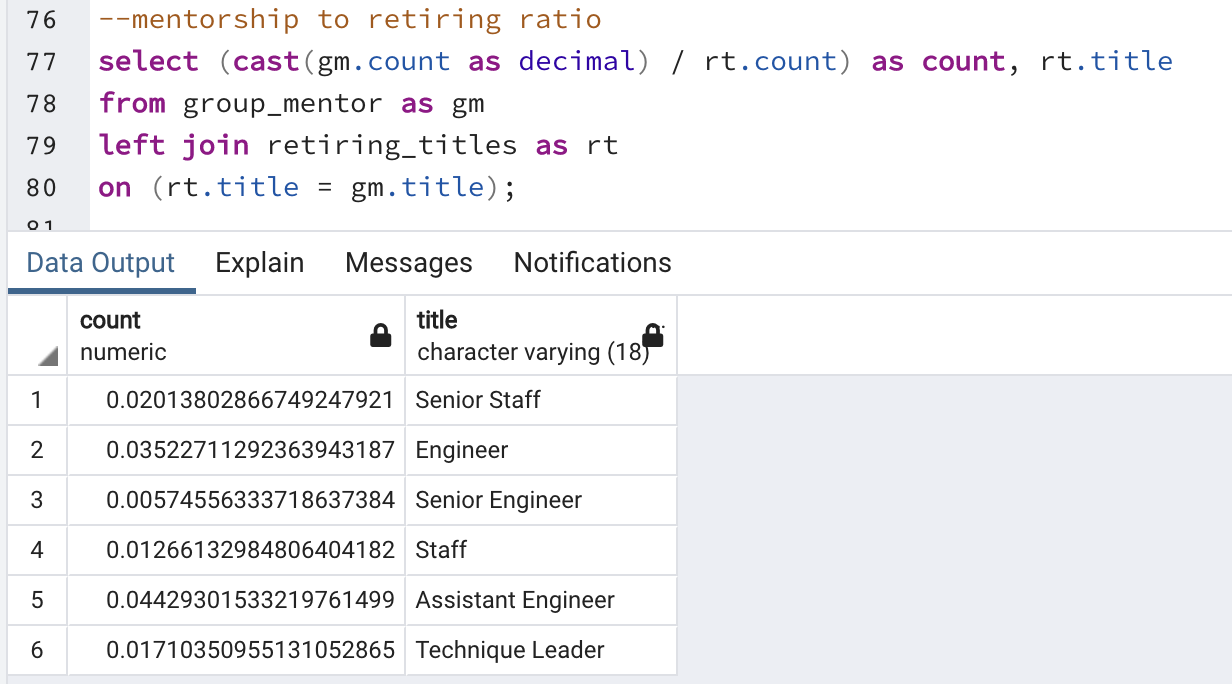 76 --mentorship to retiring ratio
77 select (cast(gm.count as decimal) / rt.count) as count, rt.title
78 from group_mentor as gm
79 left join retiring_titles as rt
80 on (rt.title = gm.title);
81
Data Output Explain Messages Notifications
count title
numeric character varying (18)
1 0.02013802866749247921 Senior Staff
2 0.03522711292363943187 Engineer
3 0.00574556333718637384 Senior Engineer
4 0.01266132984806404182 Staff
5 0.04429301533219761499 Assistant Engineer
6 0.01710350955131052865 Technique Leader